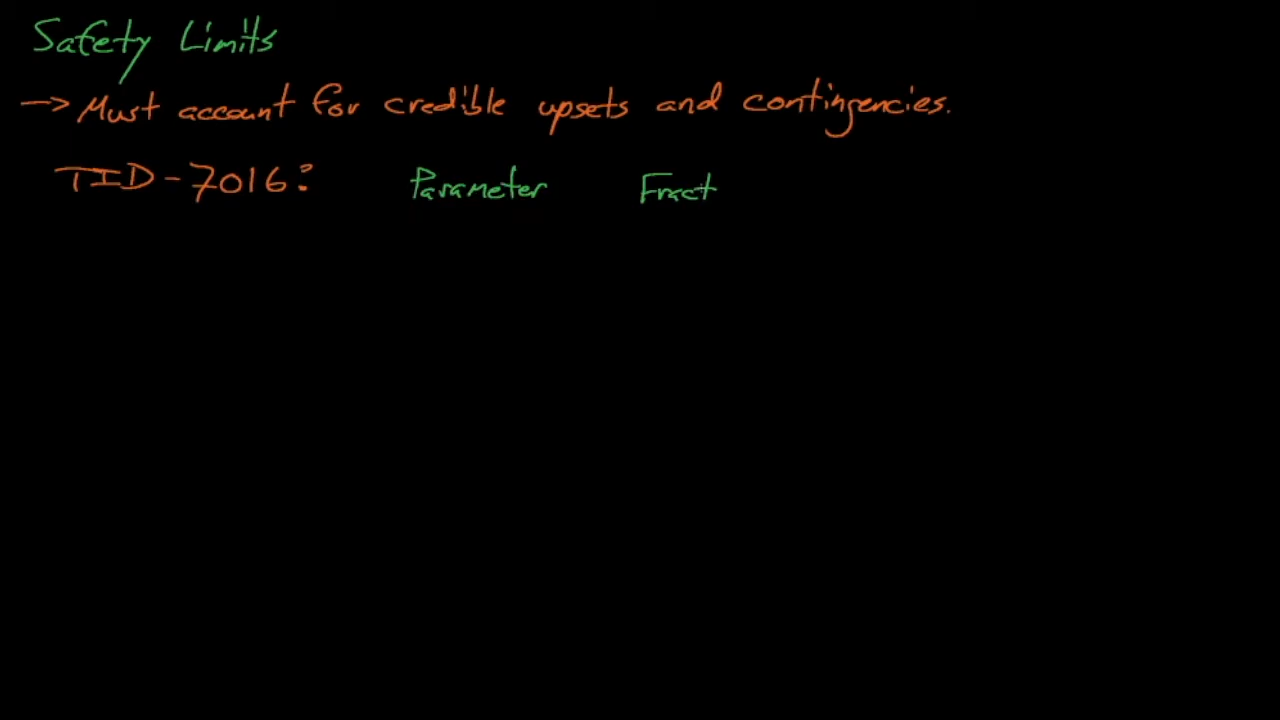 Safety Limits
→ Must account for credible upsets and contingencies.
TID-7016: Parameter Fract